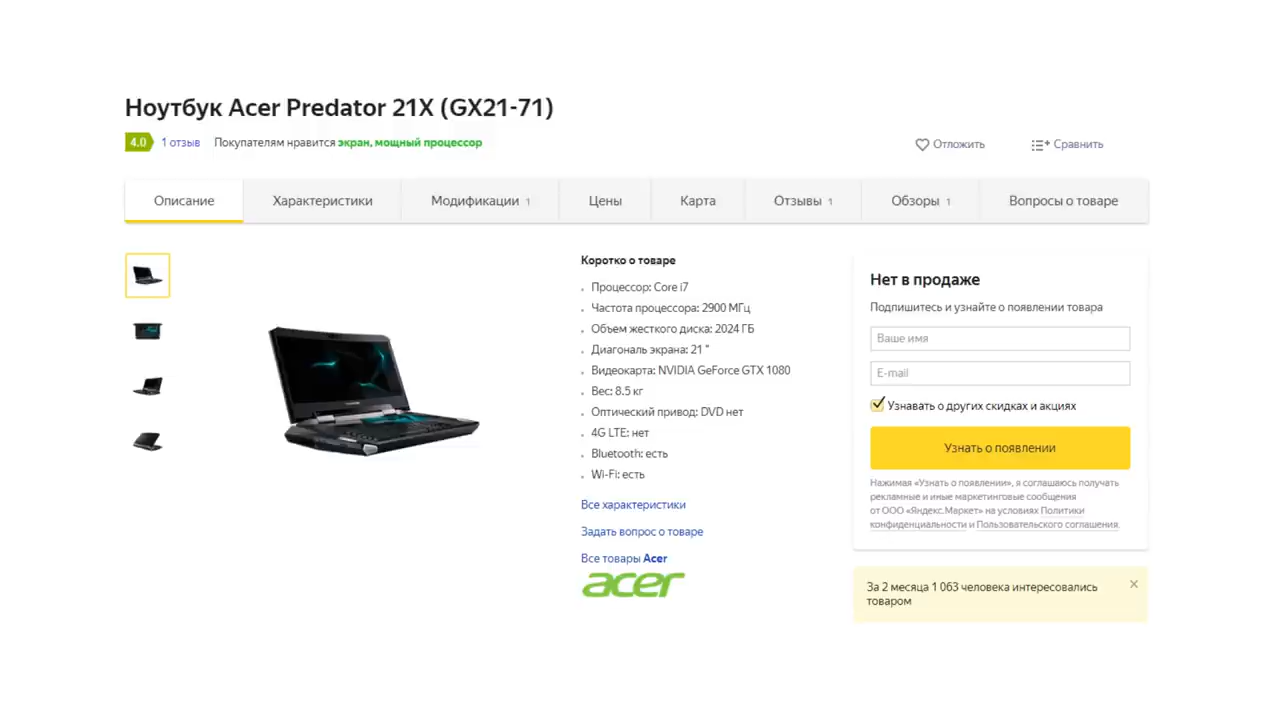 Ноутбук Acer Predator 21X (GX21-71)
4.0 1 отзыв Покупателям нравится экран, мощный процессор
Отложить Сравнить
Описание Характеристики Модификации 1 Цены Карта Отзывы 1 Обзоры 1 Вопросы о товаре
Коротко о товаре
Процессор: Core i7
Частота процессора: 2900 МГц
Объем жесткого диска: 2024 ГБ
Диагональ экрана: 21 "
Видеокарта: NVIDIA GeForce GTX 1080
Вес: 8.5 кг
Оптический привод: DVD нет
4G LTE: нет
Bluetooth: есть
Wi-Fi: есть
Все характеристики
Задать вопрос о товаре
Все товары Acer
acer
Нет в продаже
Подпишитесь и узнайте о появлении товара
Ваше имя
E-mail
Узнавать о других скидках и акциях
Узнать о появлении
Нажимая «Узнать о появлении», я соглашаюсь получать
рекламные и иные маркетинговые сообщения
от ООО «Яндекс.Маркет» на условиях Политики
конфиденциальности и Пользовательского соглашения.
За 2 месяца 1 063 человека интересовались
товаром